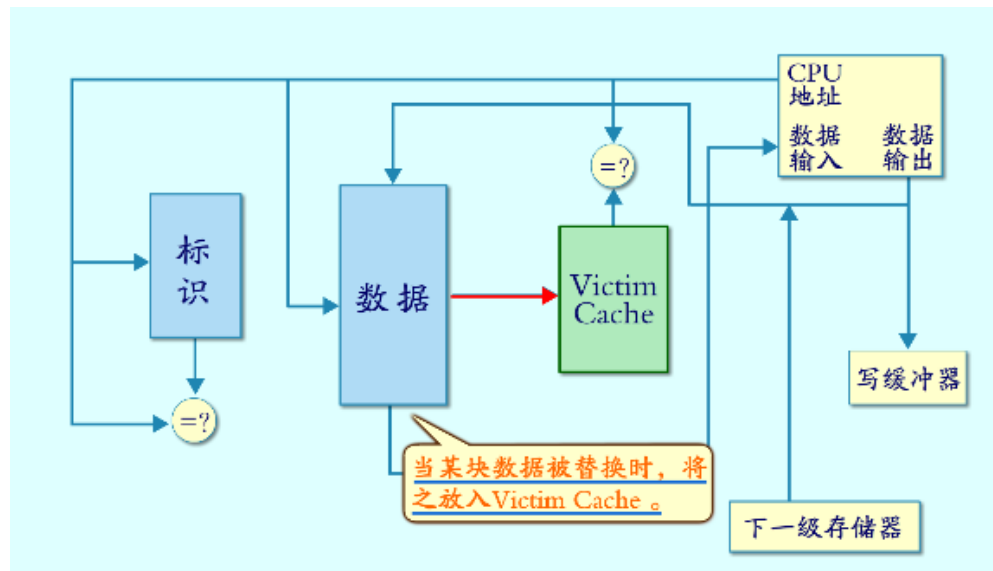 CPU
地址
数据
输入
数据
输出
=?
标
识
数据
Victim
Cache
写缓冲器
=?
当某块数据被替换时，将
之放入Victim Cache 。
下一级存储器